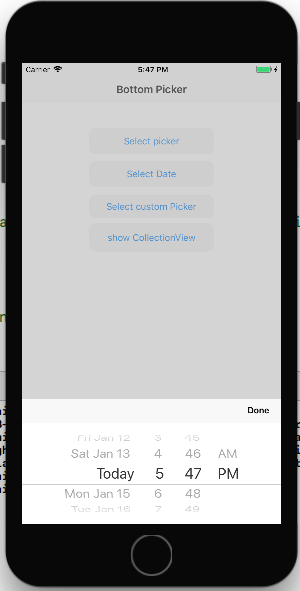 Carrier 5:47 PM
Bottom Picker
Select picker
Select Date
Select custom Picker
show CollectionView
Done
Fri Jan 12 3 45
Sat Jan 13 4 46 AM
Today 5 47 PM
Mon Jan 15 6 48
Tue Jan 16 7 49